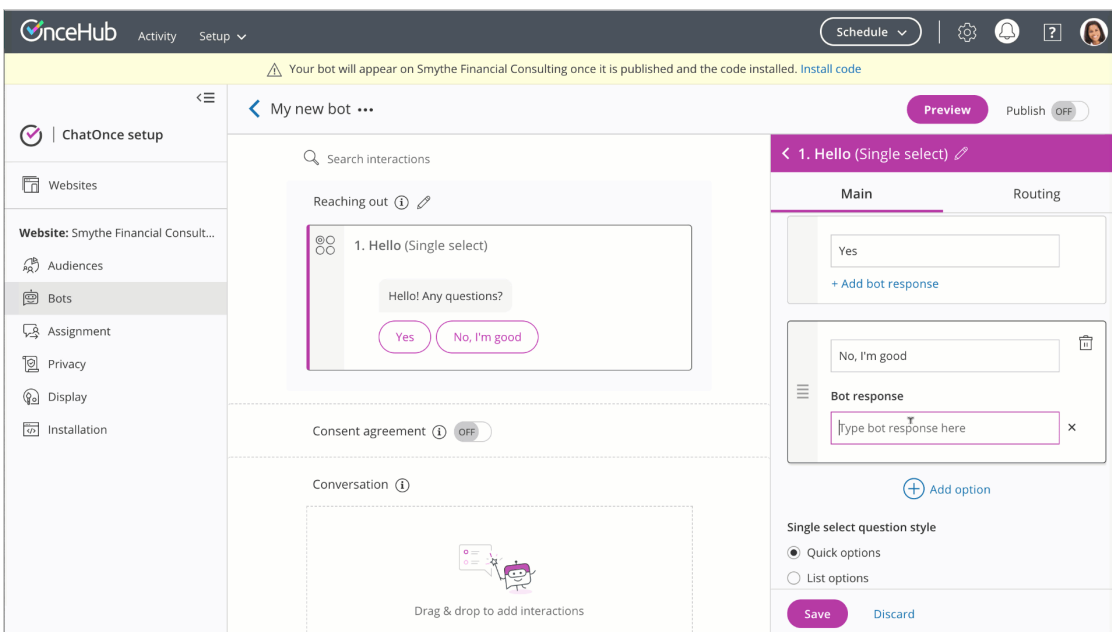 OnceHub
Activity
Setup
Schedule
?
Your bot will appear on Smythe Financial Consulting once it is published and the code installed. Install code
ChatOnce setup
Websites
Website: Smythe Financial Consult...
Audiences
Bots
Assignment
Privacy
Display
Installation
My new bot •••
Preview
Publish OFF
Search interactions
Reaching out
1. Hello (Single select)
Hello! Any questions?
Yes
No, I'm good
Consent agreement OFF
Conversation
Drag & drop to add interactions
1. Hello (Single select)
Main
Routing
Yes
+ Add bot response
No, I'm good
Bot response
Type bot response here
Add option
Single select question style
Quick options
List options
Save
Discard